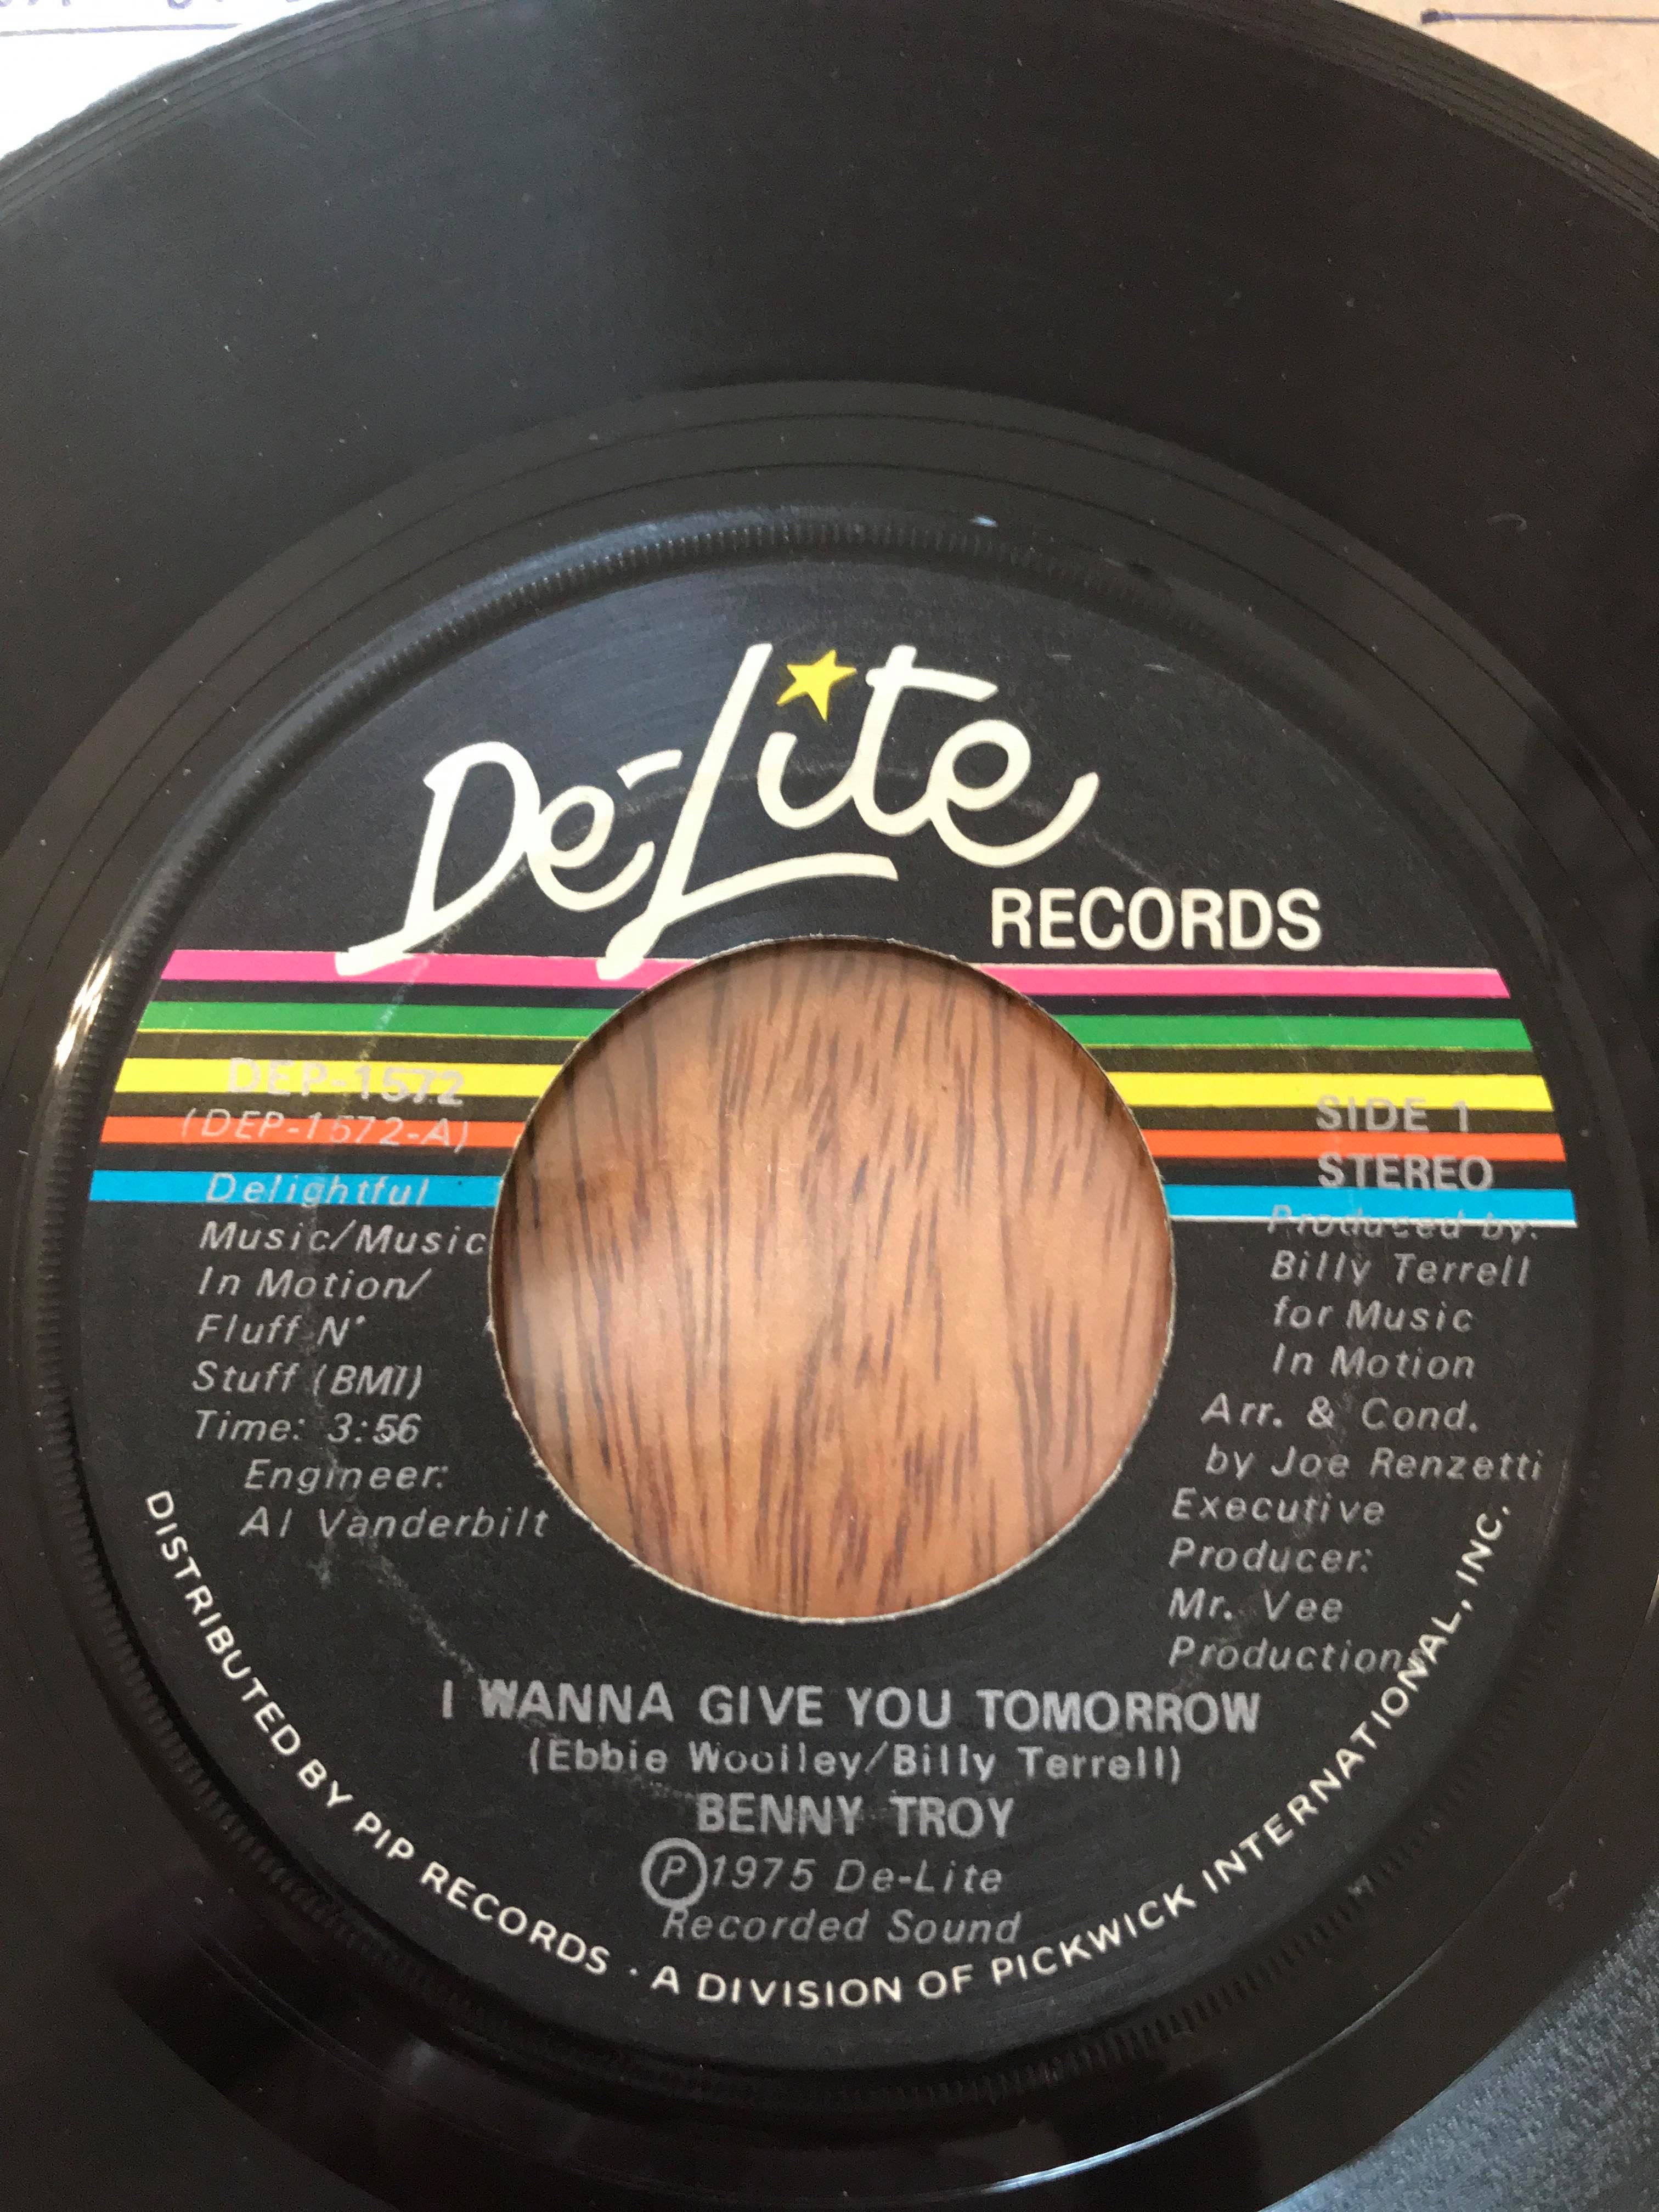 De-Lite
RECORDS
DEP-1572
(DEP-1572-A)
Delightful
Music/Music
In Motion/
Fluff N'
Stuff (BMI)
Time: 3:56
Engineer:
Al Vanderbilt
SIDE 1
STEREO
Produced by:
Billy Terrell
for Music
In Motion
Arr. & Cond.
by Joe Renzetti
Executive
Producer:
Mr. Vee
Productions
I WANNA GIVE YOU TOMORROW
(Ebbie Woolley/Billy Terrell)
BENNY TROY
Ⓟ1975 De-Lite
Recorded Sound
DISTRIBUTED BY PIP RECORDS · A DIVISION OF PICKWICK INTERNATIONAL, INC.